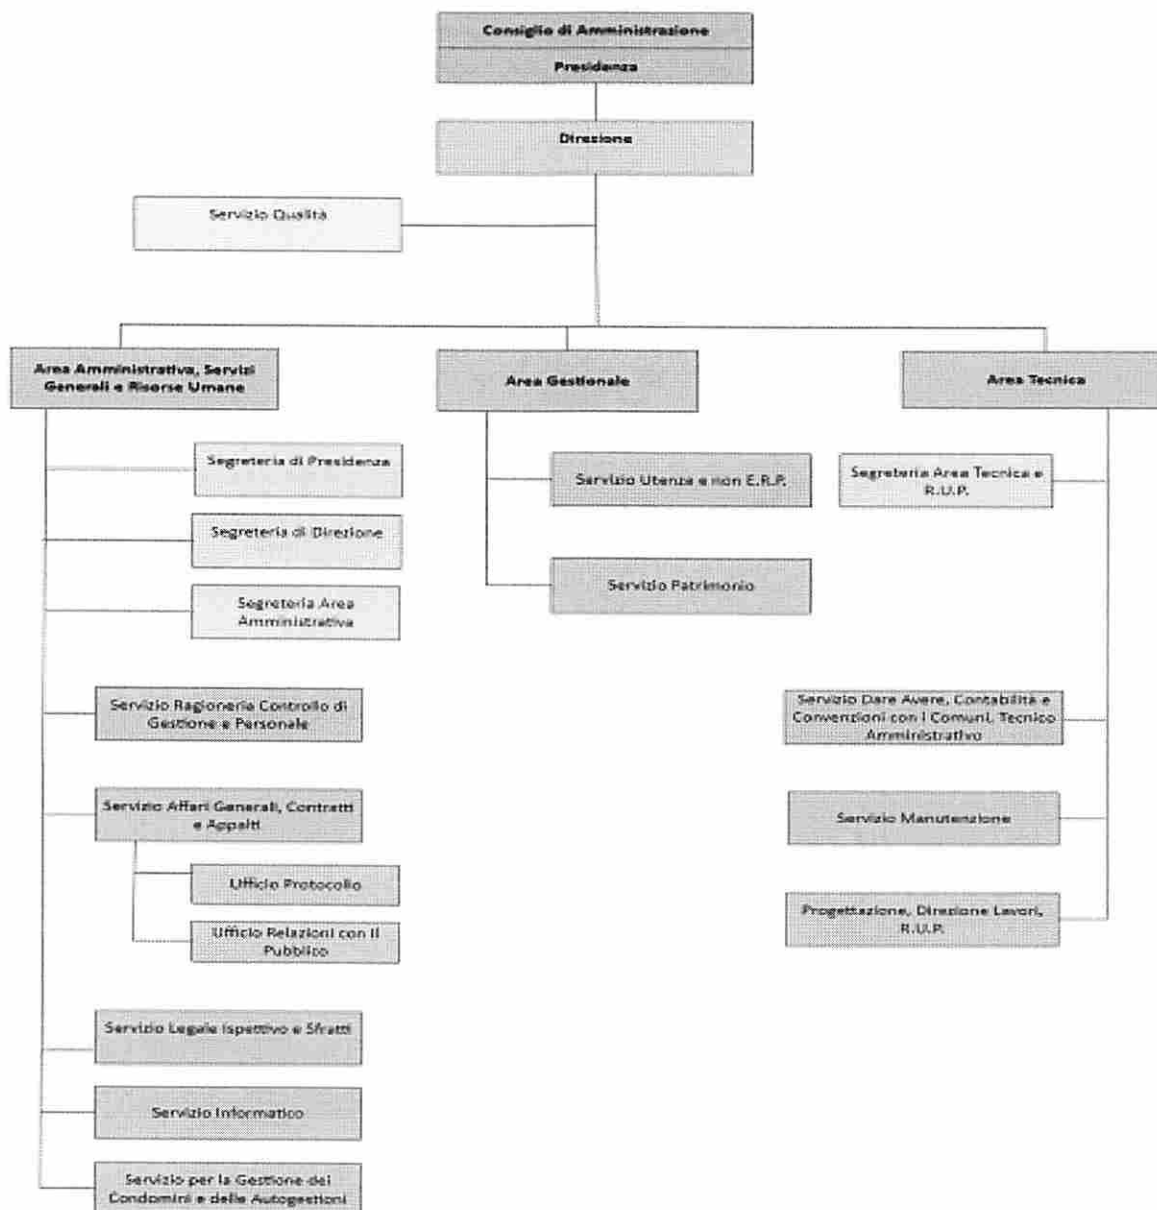 Consiglio di Amministrazione
Presidenza
Direzione
Servizio Qualità
Area Amministrativa, Servizi
Generali e Risorse Umane
Segreteria di Presidenza
Segreteria di Direzione
Segreteria Area
Amministrativa
Servizio Ragioneria Controllo di
Gestione e Personale
Servizio Affari Generali, Contratti
e Appalti
Ufficio Protocollo
Ufficio Relazioni con il
Pubblico
Servizio Legale Ispettivo e Sfratti
Servizio Informatico
Servizio per la Gestione dei
Condomini e delle Autogestioni
Area Gestionale
Servizio Utenza e non E.R.P.
Servizio Patrimonio
Area Tecnica
Segreteria Area Tecnica e
R.U.P.
Servizio Dare Avere, Contabilità e
Convenzioni con i Comuni, Tecnico
Amministrativo
Servizio Manutenzione
Progettazione, Direzione Lavori,
R.U.P.